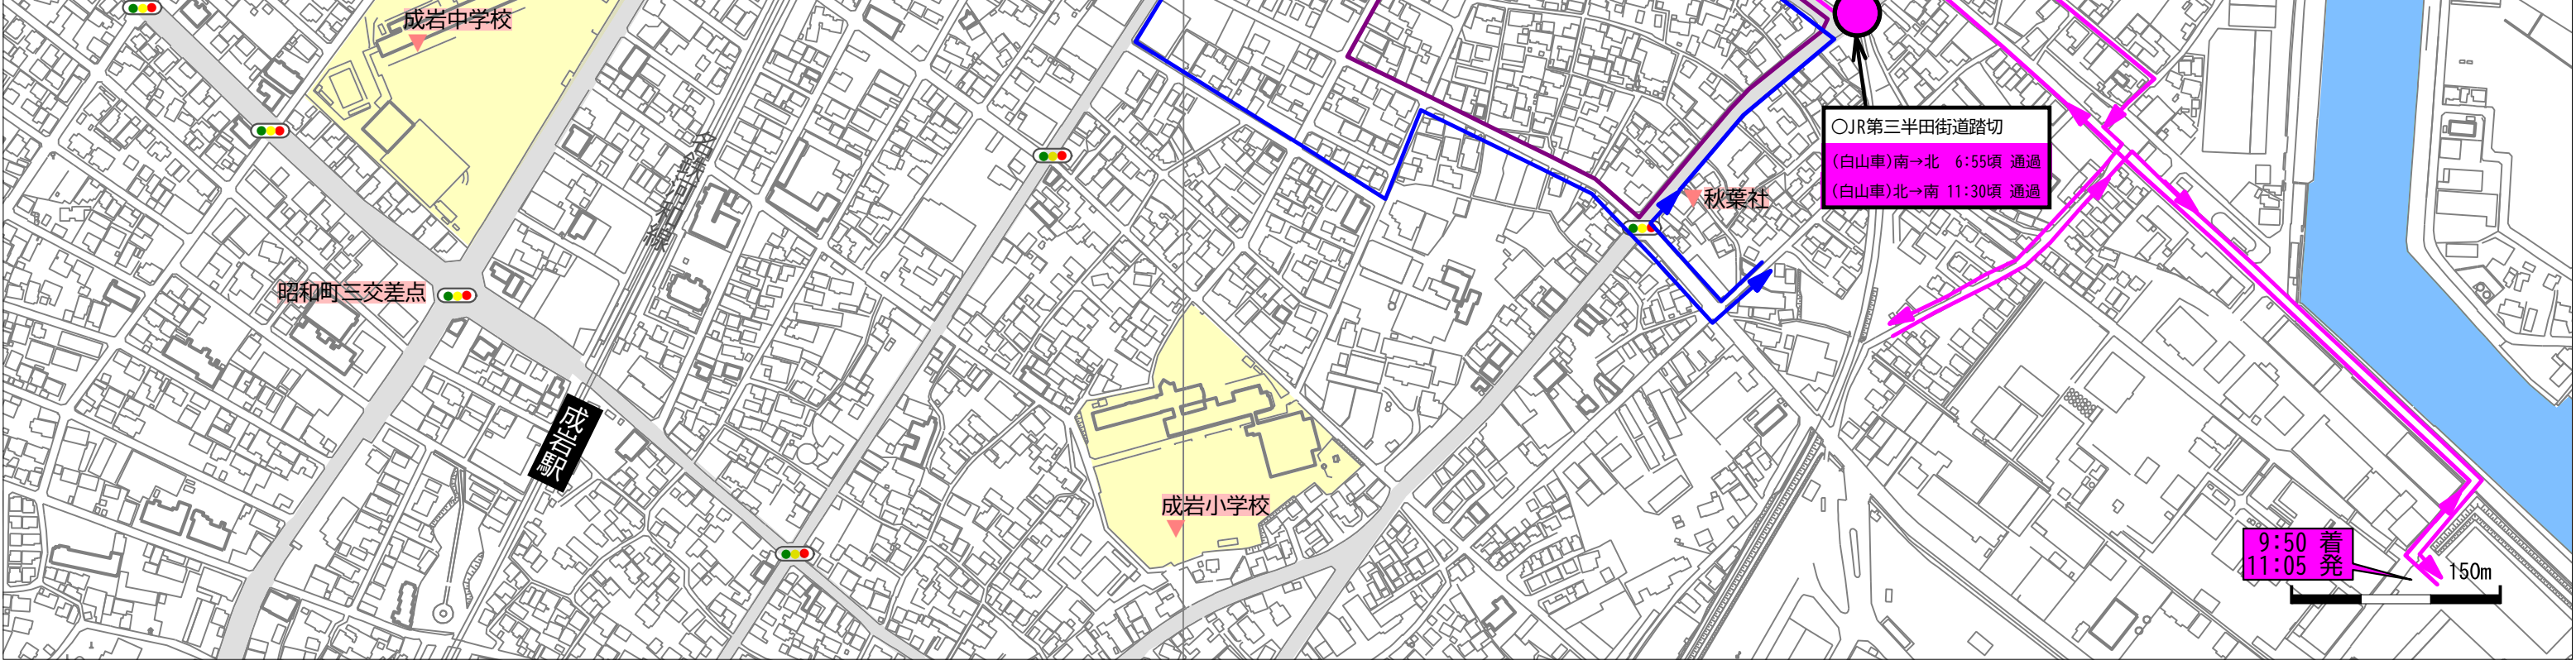 成岩中学校
名鉄河和線
○JR第三半田街道踏切
(白山車)南→北 6:55頃 通過
(白山車)北→南 11:30頃 通過
秋葉社
昭和町三交差点
成岩駅
成岩小学校
9:50 着
11:05 発
150m